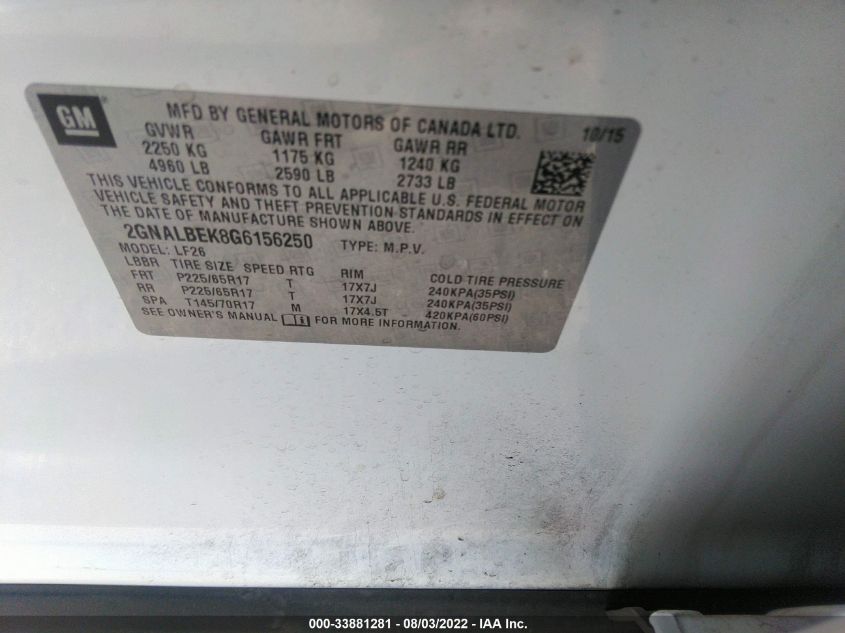 GM
MFD BY GENERAL MOTORS OF CANADA LTD. 10/15
GVWR GAWR FRT GAWR RR
2250 KG 1175 KG 1240 KG
4960 LB 2590 LB 2733 LB
THIS VEHICLE CONFORMS TO ALL APPLICABLE U.S. FEDERAL MOTOR
VEHICLE SAFETY AND THEFT PREVENTION STANDARDS IN EFFECT ON
THE DATE OF MANUFACTURE SHOWN ABOVE.
2GNALBEK8G6156250 TYPE: M.P.V.
MODEL: LF26
LBBR TIRE SIZE SPEED RTG RIM COLD TIRE PRESSURE
FRT P225/65R17 T 17X7J 240KPA(35PSI)
RR P225/65R17 T 17X7J 240KPA(35PSI)
SPA T145/70R17 M 17X4.5T 420KPA(60PSI)
SEE OWNER'S MANUAL FOR MORE INFORMATION.
000-33881281 - 08/03/2022 - IAA Inc.